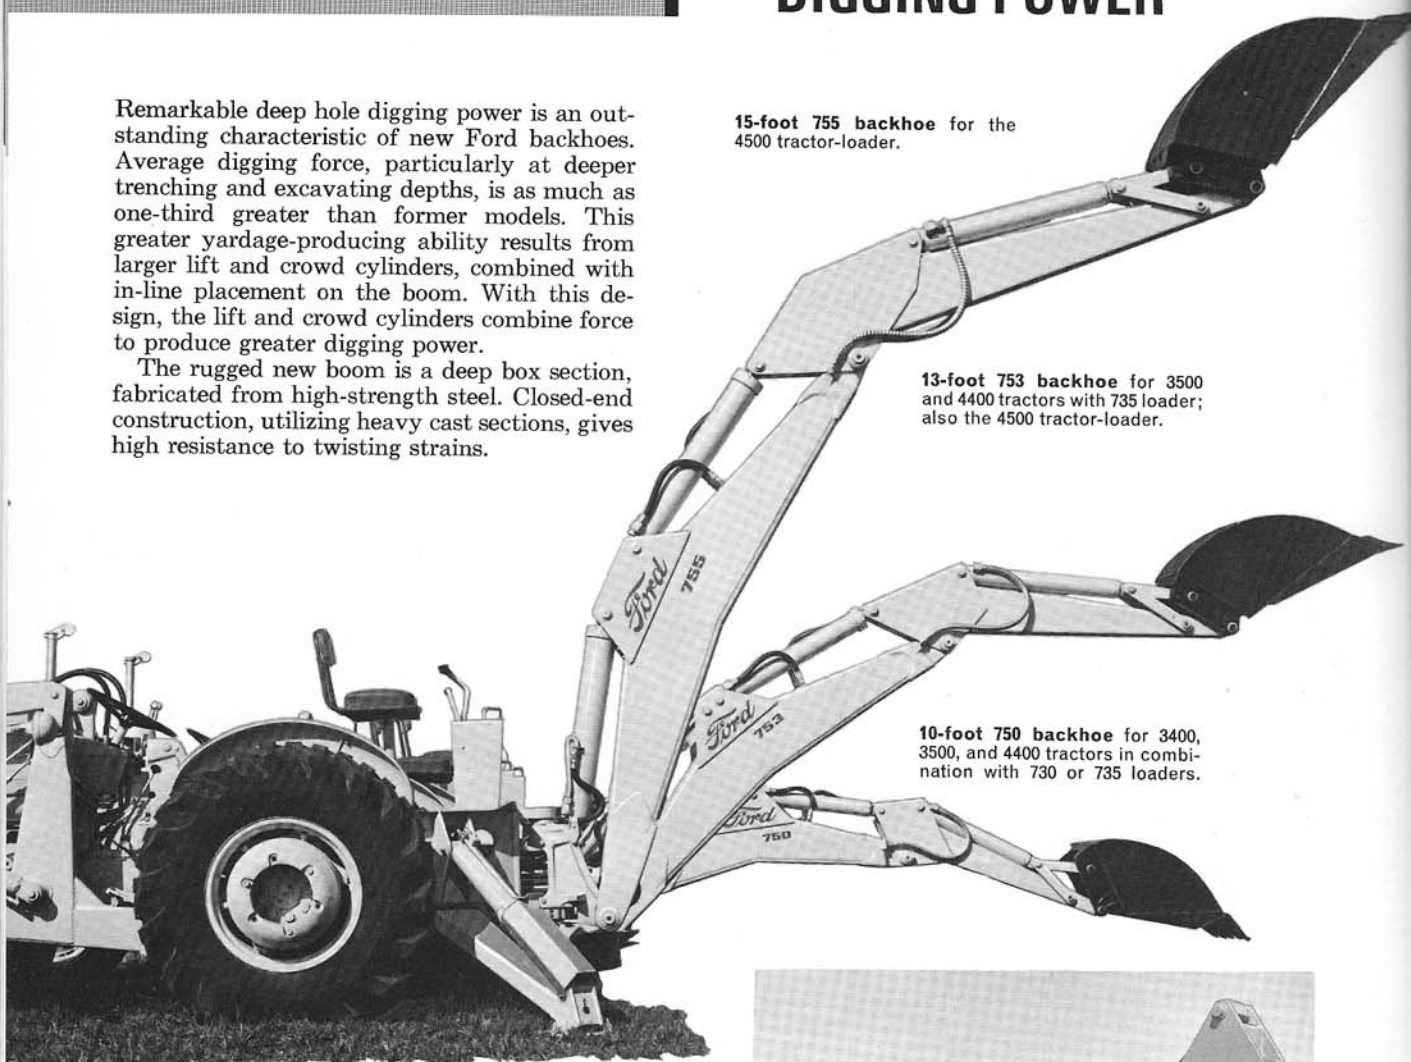 DIGGING POWER
Remarkable deep hole digging power is an out-
standing characteristic of new Ford backhoes.
Average digging force, particularly at deeper
trenching and excavating depths, is as much as
one-third greater than former models. This
greater yardage-producing ability results from
larger lift and crowd cylinders, combined with
in-line placement on the boom. With this de-
sign, the lift and crowd cylinders combine force
to produce greater digging power.
The rugged new boom is a deep box section,
fabricated from high-strength steel. Closed-end
construction, utilizing heavy cast sections, gives
high resistance to twisting strains.
15-foot 755 backhoe for the
4500 tractor-loader.
13-foot 753 backhoe for 3500
and 4400 tractors with 735 loader;
also the 4500 tractor-loader.
Ford
755
Ford
753
10-foot 750 backhoe for 3400,
3500, and 4400 tractors in combi-
nation with 730 or 735 loaders.
Ford
750